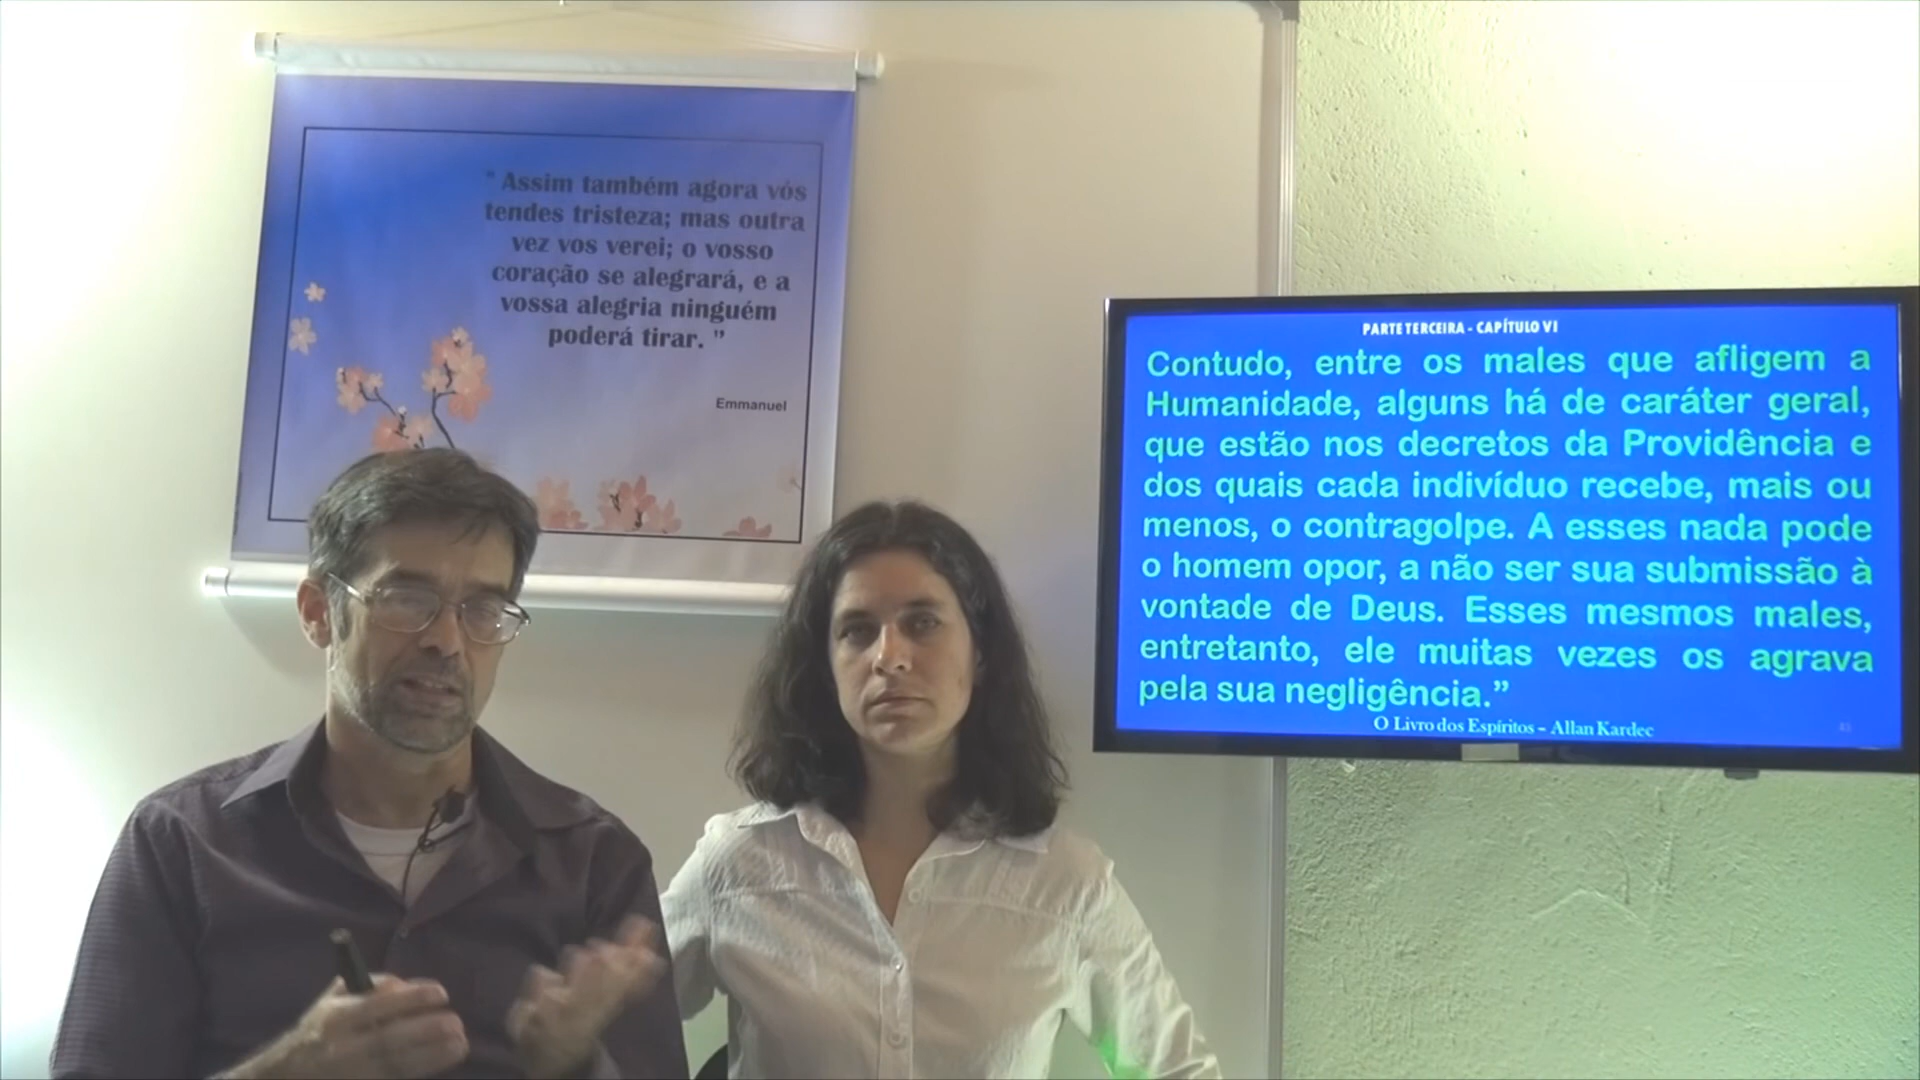 " Assim também agora vós
tendes tristeza; mas outra
vez vos verei; o vosso
coração se alegrará, e a
vossa alegria ninguém
poderá tirar. "
Emmanuel
PARTE TERCEIRA - CAPÍTULO VI
Contudo, entre os males que afligem a
Humanidade, alguns há de caráter geral,
que estão nos decretos da Providência e
dos quais cada indivíduo recebe, mais ou
menos, o contragolpe. A esses nada pode
o homem opor, a não ser sua submissão à
vontade de Deus. Esses mesmos males,
entretanto, ele muitas vezes os agrava
pela sua negligência.”
O Livro dos Espíritos – Allan Kardec